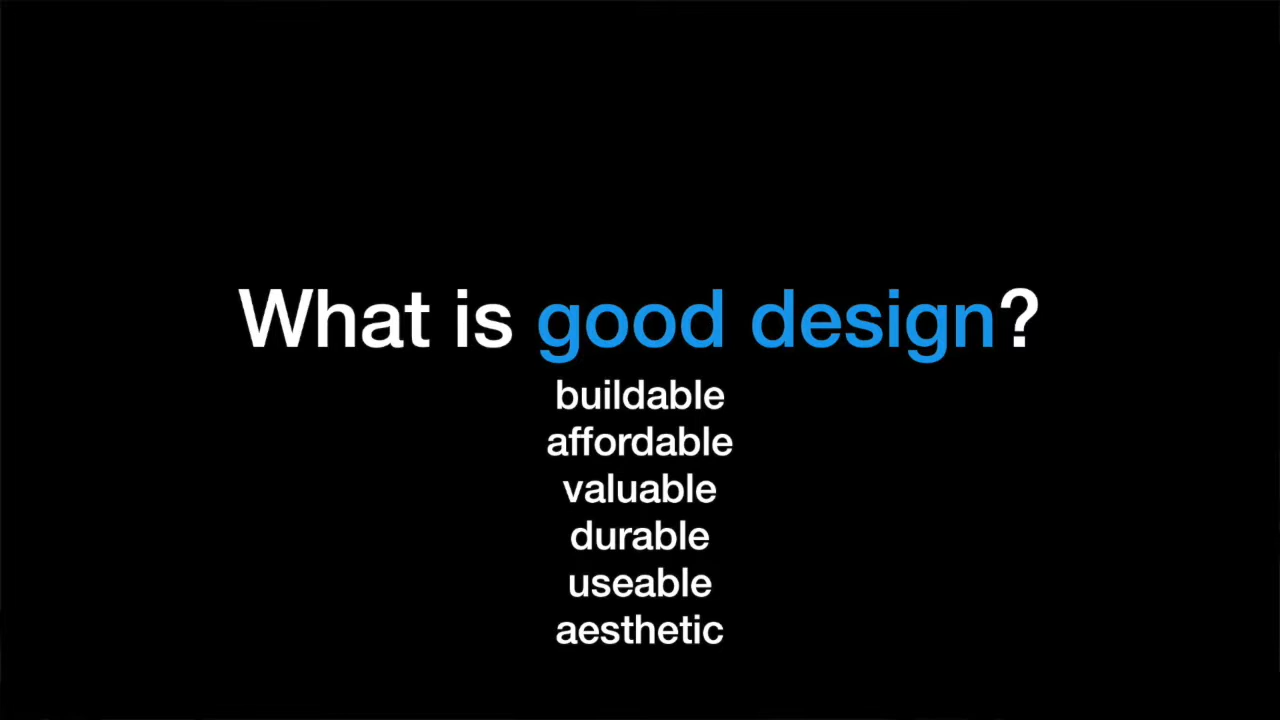 What is good design?
buildable
affordable
valuable
durable
useable
aesthetic